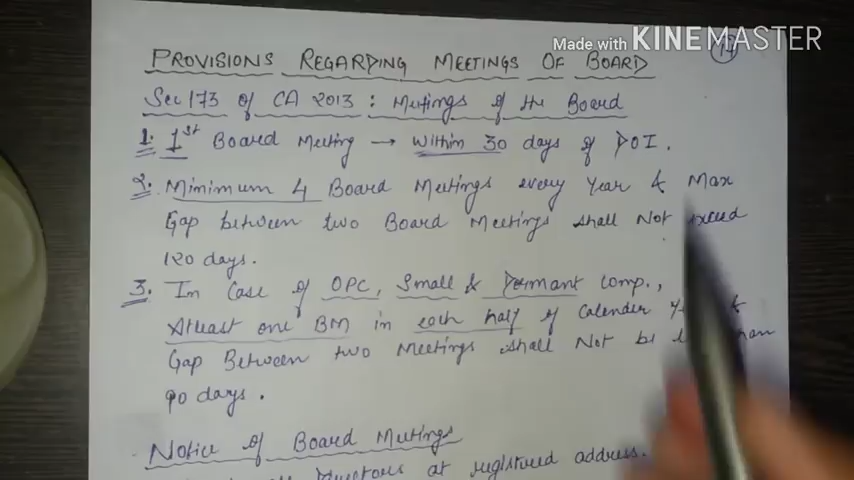 Made with KINEMASTER
14
PROVISIONS REGARDING MEETINGS OF BOARD
Sec 173 of CA 2013 : Meetings of the Board
1. 1st Board Meeting → Within 30 days of DOI.
2. Minimum 4 Board Meetings every Year & Max
Gap between two Board Meetings shall Not exceed
120 days.
3. In Case of OPC, Small & Dormant Comp.,
Atleast one BM in each half of Calender
Gap Between two Meetings shall Not be
90 days.
Notice of Board Meetings
Directors at registered address.